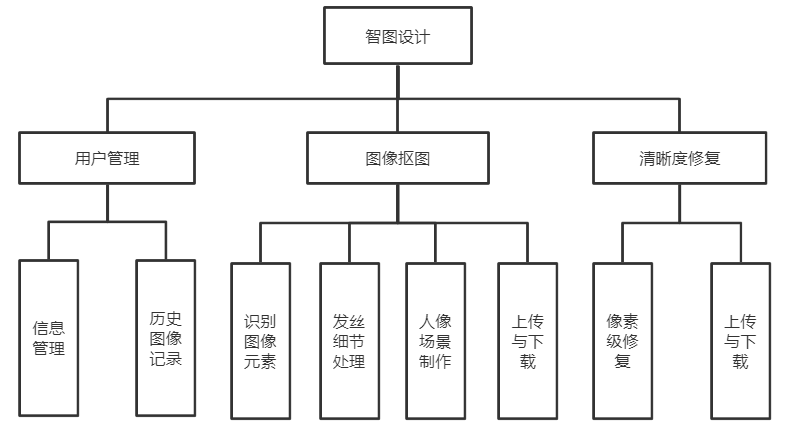 智图设计
用户管理
图像抠图
清晰度修复
信息
管理
历史
图像
记录
识别
图像
元素
发丝
细节
处理
人像
场景
制作
上传
与下
载
像素
级修
复
上传
与下
载